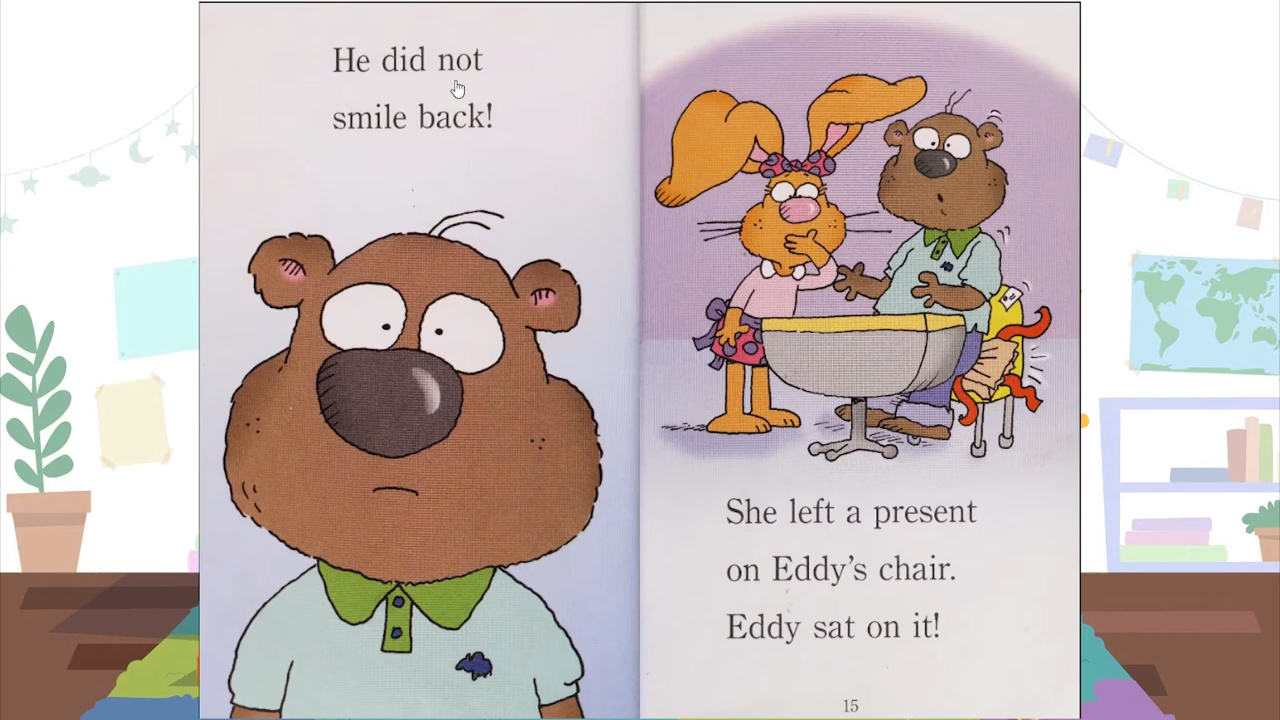 He did not
smile back!
She left a present
on Eddy's chair.
Eddy sat on it!
15